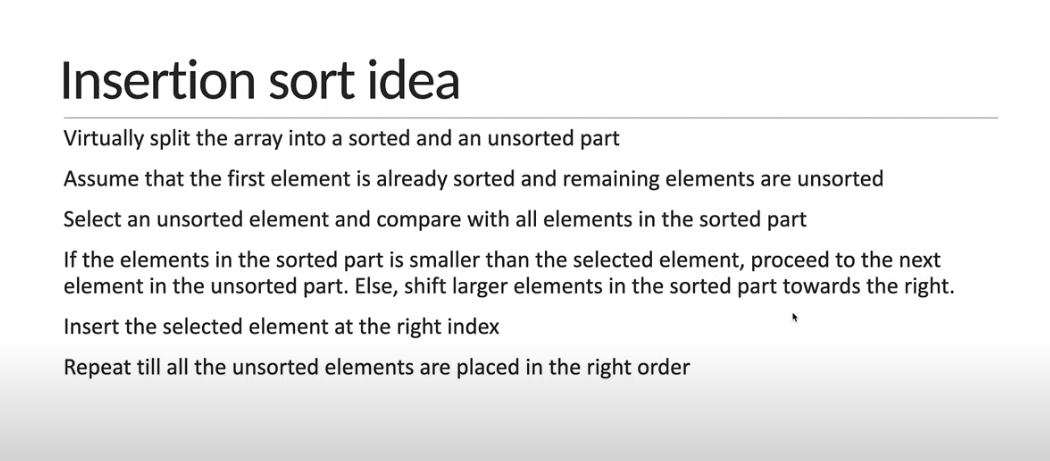 Insertion sort idea
Virtually split the array into a sorted and an unsorted part
Assume that the first element is already sorted and remaining elements are unsorted
Select an unsorted element and compare with all elements in the sorted part
If the elements in the sorted part is smaller than the selected element, proceed to the next
element in the unsorted part. Else, shift larger elements in the sorted part towards the right.
Insert the selected element at the right index
Repeat till all the unsorted elements are placed in the right order